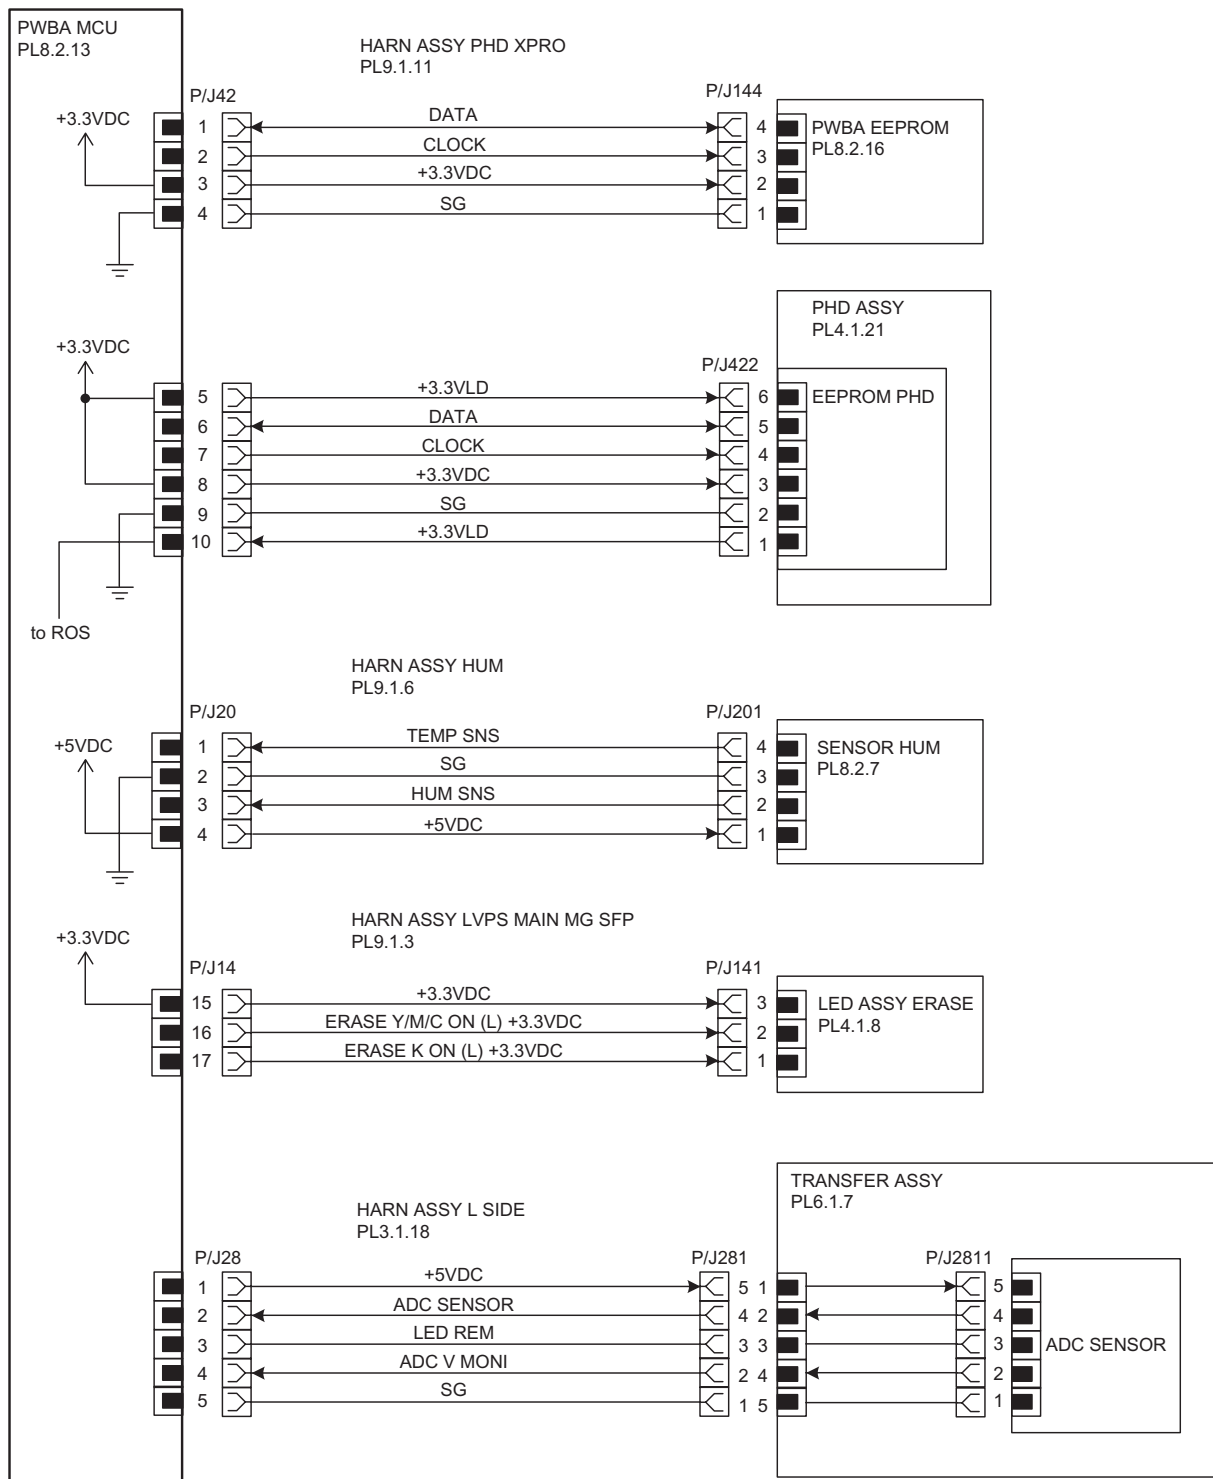 PWBA MCU
PL8.2.13
HARN ASSY PHD XPRO
PL9.1.11
P/J42
P/J144
+3.3VDC
1 DATA 4
2 CLOCK 3
3 +3.3VDC 2
4 SG 1
PWBA EEPROM
PL8.2.16
PHD ASSY
PL4.1.21
+3.3VDC
P/J422
5 +3.3VLD 6
6 DATA 5
7 CLOCK 4
8 +3.3VDC 3
9 SG 2
10 +3.3VLD 1
EEPROM PHD
to ROS
HARN ASSY HUM
PL9.1.6
P/J20
P/J201
+5VDC
1 TEMP SNS 4
2 SG 3
3 HUM SNS 2
4 +5VDC 1
SENSOR HUM
PL8.2.7
HARN ASSY LVPS MAIN MG SFP
PL9.1.3
+3.3VDC
P/J14
P/J141
15 +3.3VDC 3
16 ERASE Y/M/C ON (L) +3.3VDC 2
17 ERASE K ON (L) +3.3VDC 1
LED ASSY ERASE
PL4.1.8
TRANSFER ASSY
PL6.1.7
HARN ASSY L SIDE
PL3.1.18
P/J28
P/J281
P/J2811
1 +5VDC 5 1 5
2 ADC SENSOR 4 2 4
3 LED REM 3 3 3
4 ADC V MONI 2 4 2
5 SG 1 5 1
ADC SENSOR